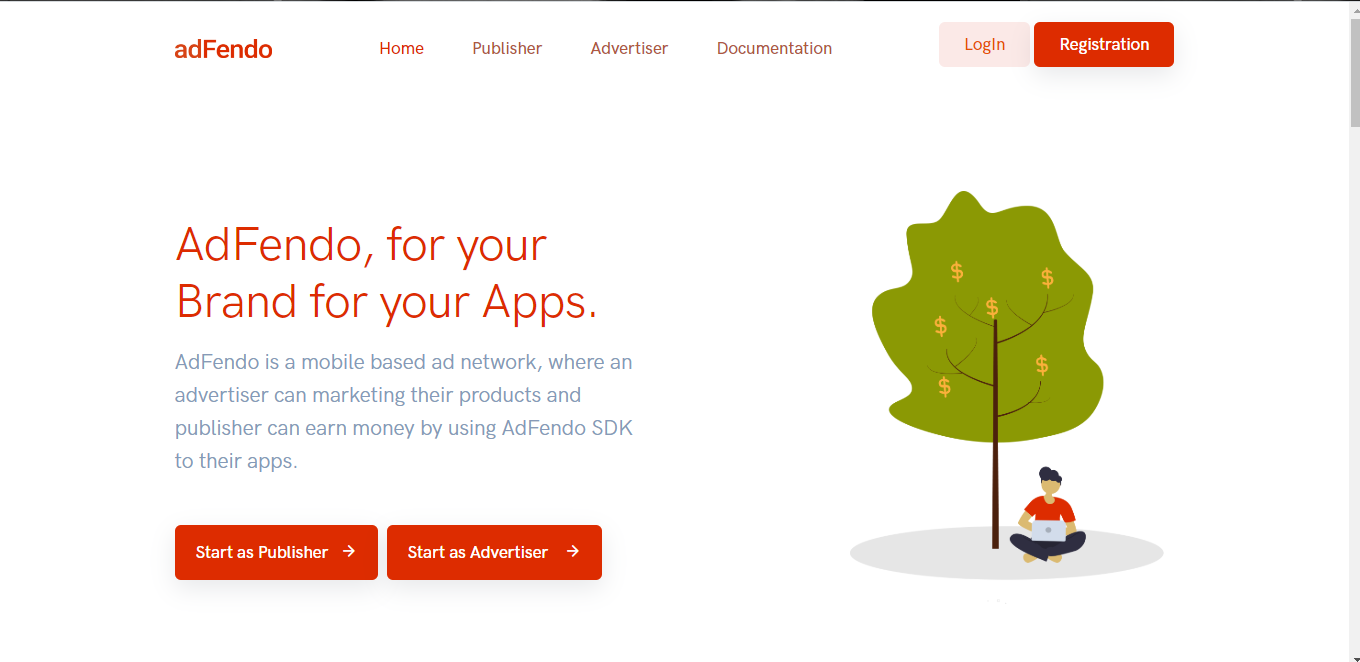 adFendo
Home Publisher Advertiser Documentation
LogIn Registration
AdFendo, for your
Brand for your Apps.
AdFendo is a mobile based ad network, where an
advertiser can marketing their products and
publisher can earn money by using AdFendo SDK
to their apps.
Start as Publisher → Start as Advertiser →
$ $
$
$
$
$